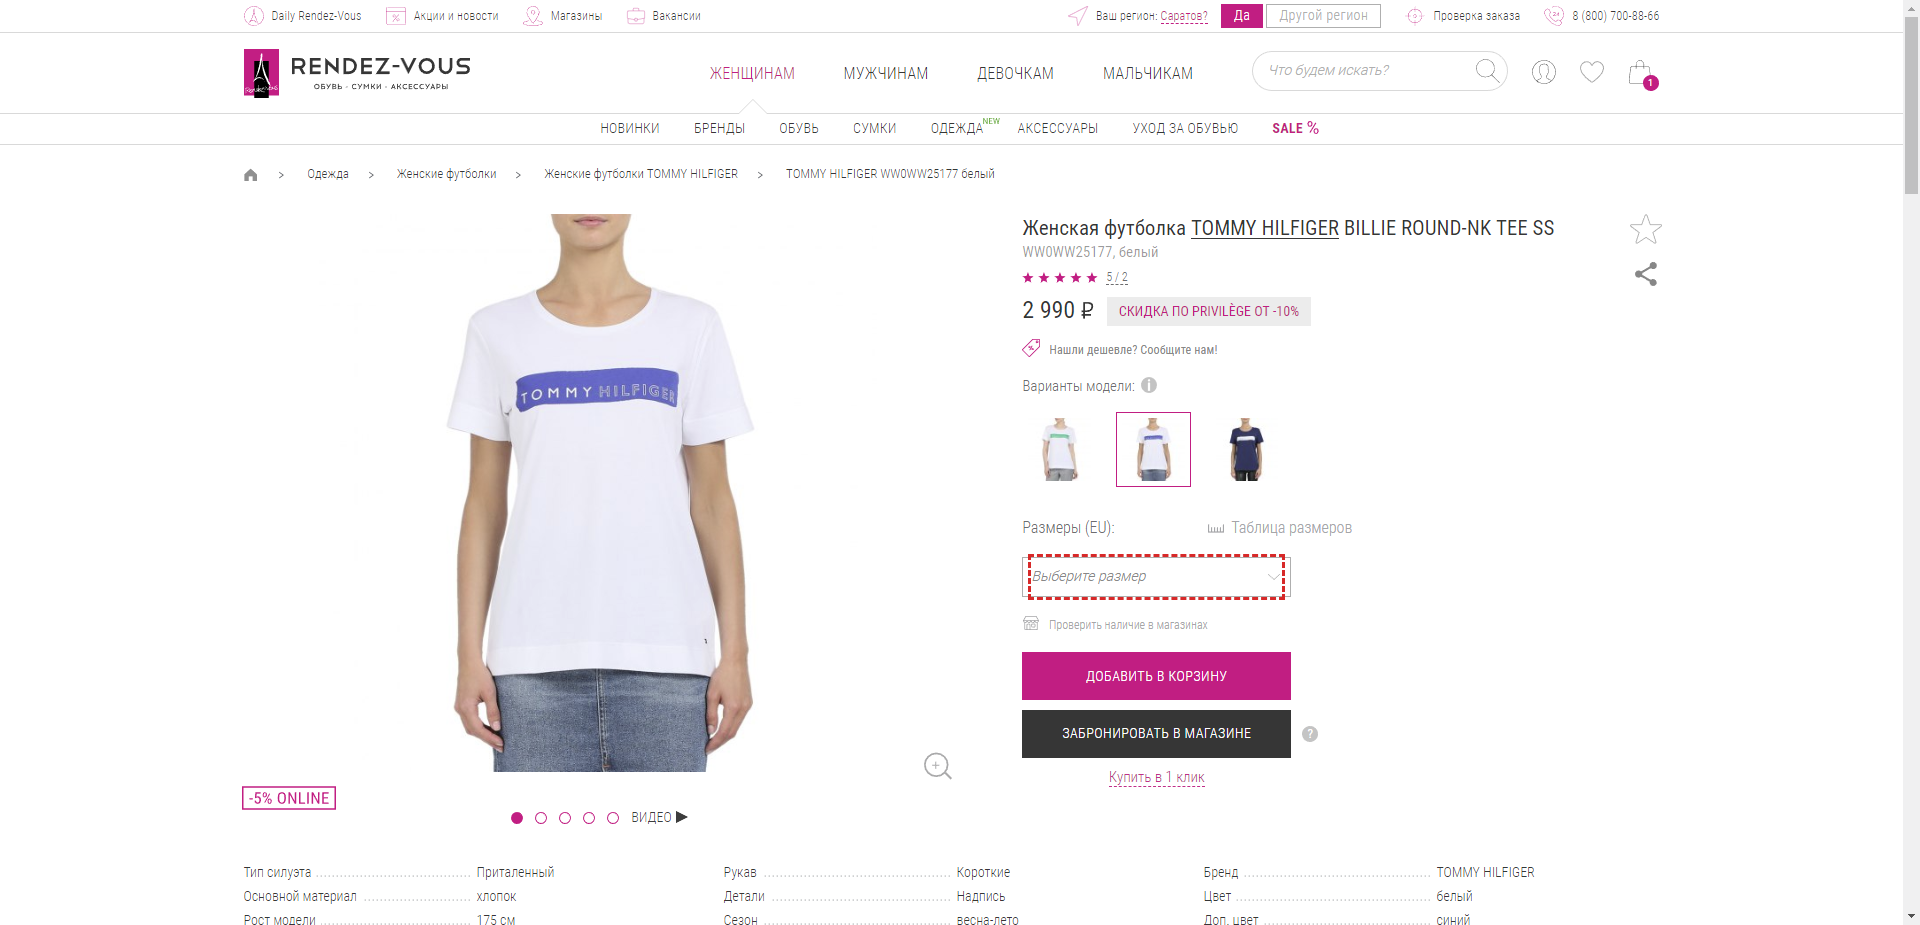 Daily Rendez-Vous Акции и новости Магазины Вакансии Ваш регион: Саратов? Да Другой регион Проверка заказа 8 (800) 700-88-66
RENDEZ-VOUS
ОБУВЬ · СУМКИ · АКСЕССУАРЫ
ЖЕНЩИНАМ МУЖЧИНАМ ДЕВОЧКАМ МАЛЬЧИКАМ
Что будем искать?
1
НОВИНКИ БРЕНДЫ ОБУВЬ СУМКИ ОДЕЖДА NEW АКСЕССУАРЫ УХОД ЗА ОБУВЬЮ SALE %
> Одежда > Женские футболки > Женские футболки TOMMY HILFIGER > TOMMY HILFIGER WW0WW25177 белый
TOMMY HILFIGER
-5% ONLINE
ВИДЕО
Женская футболка TOMMY HILFIGER BILLIE ROUND-NK TEE SS
WW0WW25177, белый
5 / 2
2 990 ₽ СКИДКА ПО PRIVILÈGE ОТ -10%
Нашли дешевле? Сообщите нам!
Варианты модели: i
Размеры (EU): Таблица размеров
Выберите размер
Проверить наличие в магазинах
ДОБАВИТЬ В КОРЗИНУ
ЗАБРОНИРОВАТЬ В МАГАЗИНЕ ?
Купить в 1 клик
Тип силуэта Приталенный
Основной материал хлопок
Рост модели 175 см
Рукав Короткие
Детали Надпись
Сезон весна-лето
Бренд TOMMY HILFIGER
Цвет белый
Доп. цвет синий